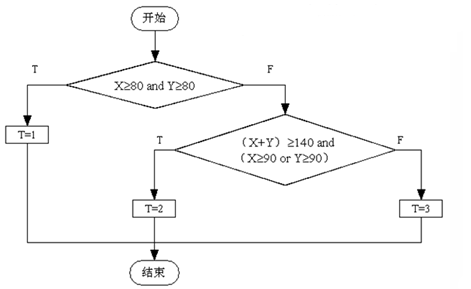 开始
T
F
X≥80 and Y≥80
T=1
T
（X+Y）≥140 and
（X≥90 or Y≥90）
F
T=2
T=3
结束